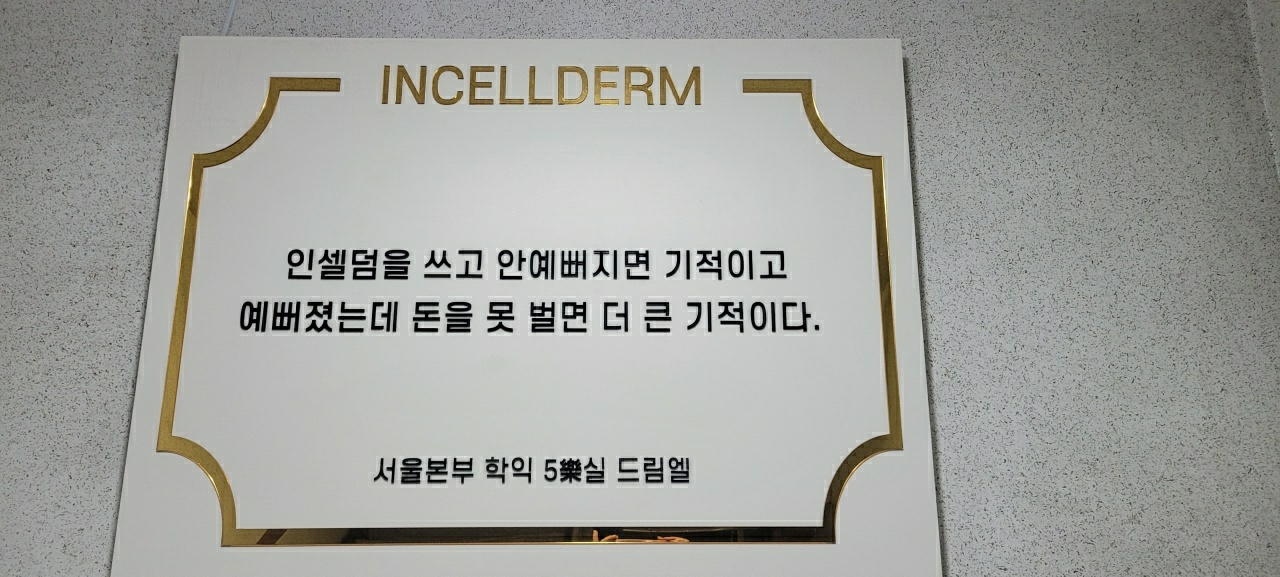 INCELLDERM
인셀덤을 쓰고 안예뻐지면 기적이고
예뻐졌는데 돈을 못 벌면 더 큰 기적이다.
서울본부 학익 5樂실 드림엘